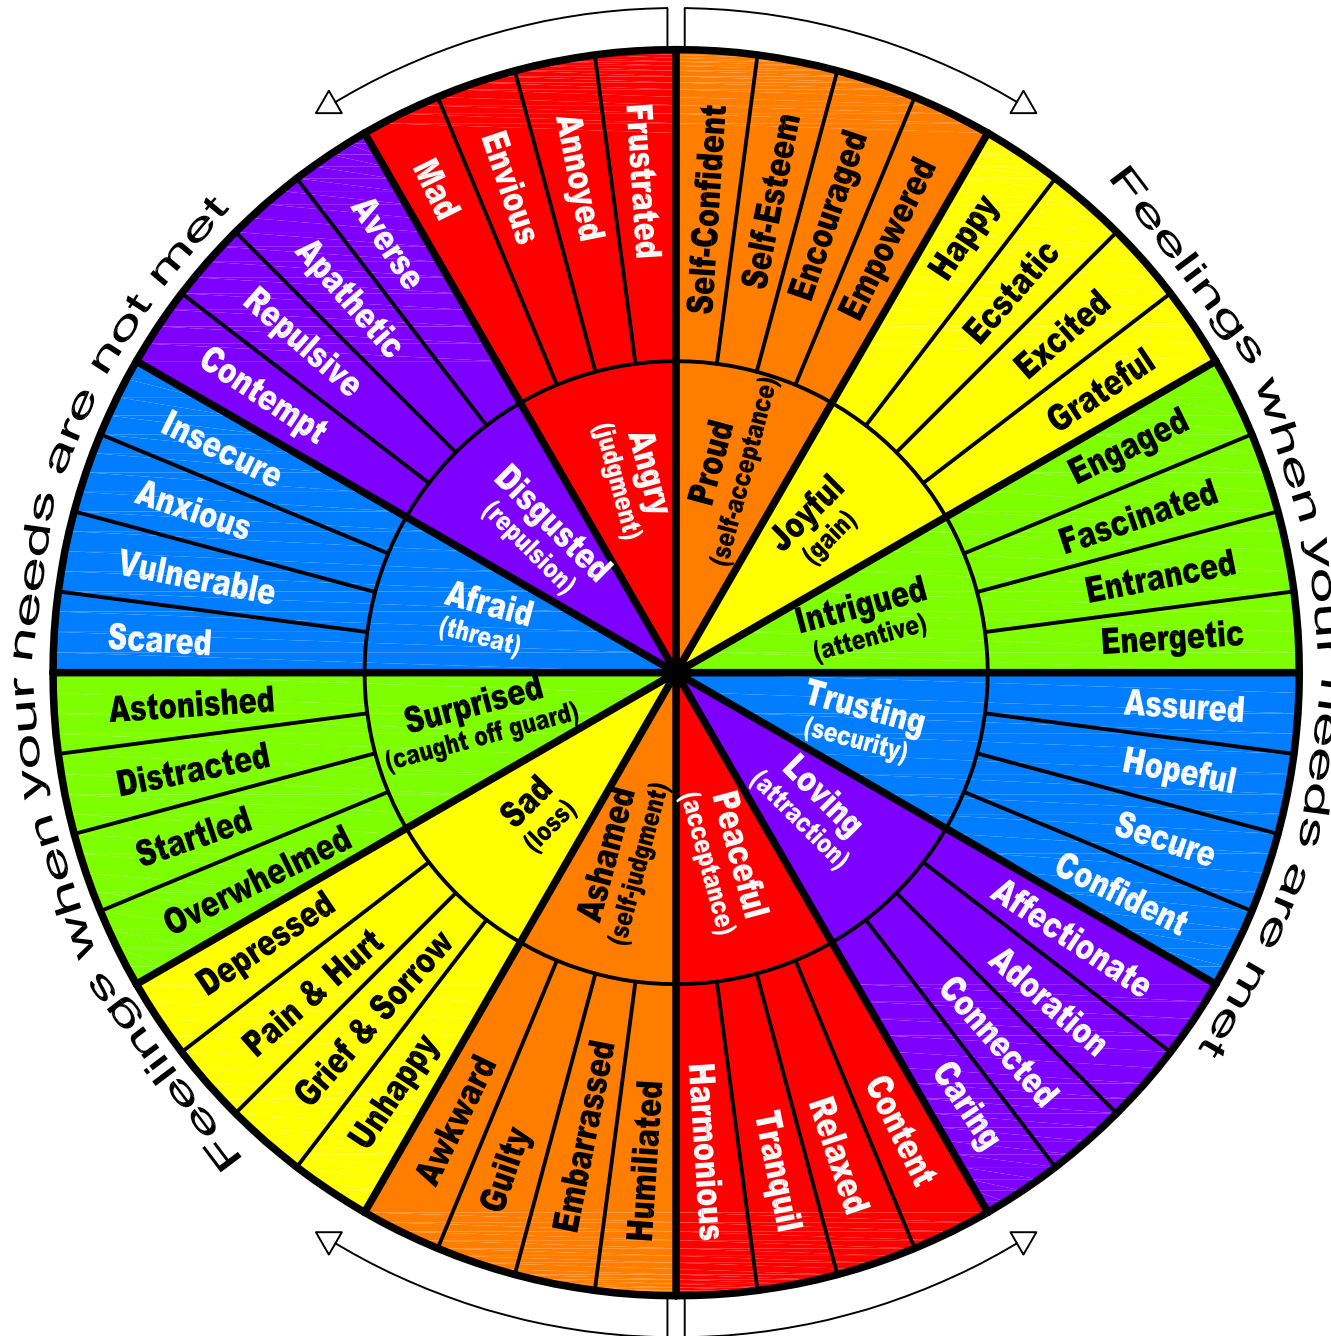 Feelings when your needs are not met
Feelings when your needs are met
Proud
(self-acceptance)
Self-Confident
Self-Esteem
Encouraged
Empowered
Joyful
(gain)
Happy
Ecstatic
Excited
Grateful
Intrigued
(attentive)
Engaged
Fascinated
Entranced
Energetic
Trusting
(security)
Assured
Hopeful
Secure
Confident
Loving
(attraction)
Affectionate
Adoration
Connected
Caring
Peaceful
(acceptance)
Content
Relaxed
Tranquil
Harmonious
Ashamed
(self-judgment)
Humiliated
Embarrassed
Guilty
Awkward
Sad
(loss)
Unhappy
Grief & Sorrow
Pain & Hurt
Depressed
Surprised
(caught off guard)
Overwhelmed
Startled
Distracted
Astonished
Afraid
(threat)
Scared
Vulnerable
Anxious
Insecure
Disgusted
(repulsion)
Contempt
Repulsive
Apathetic
Averse
Angry
(judgment)
Mad
Envious
Annoyed
Frustrated